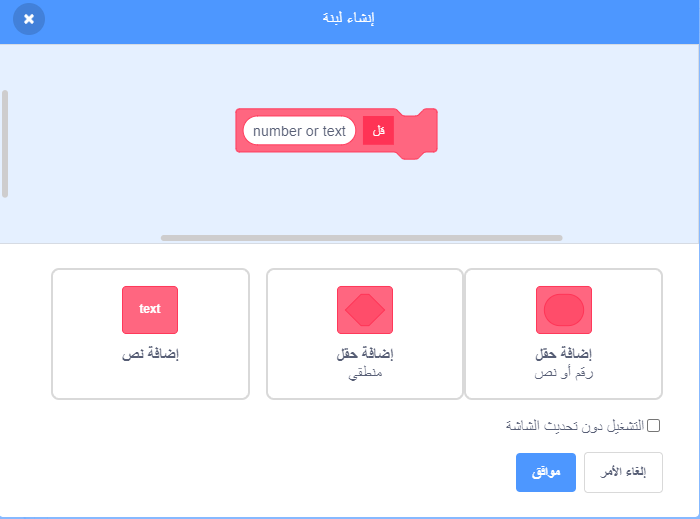 إنشاء لبنة
قل number or text
إضافة حقل
رقم أو نص
إضافة حقل
منطقي
text
إضافة نص
التشغيل دون تحديث الشاشة
إلغاء الأمر
موافق